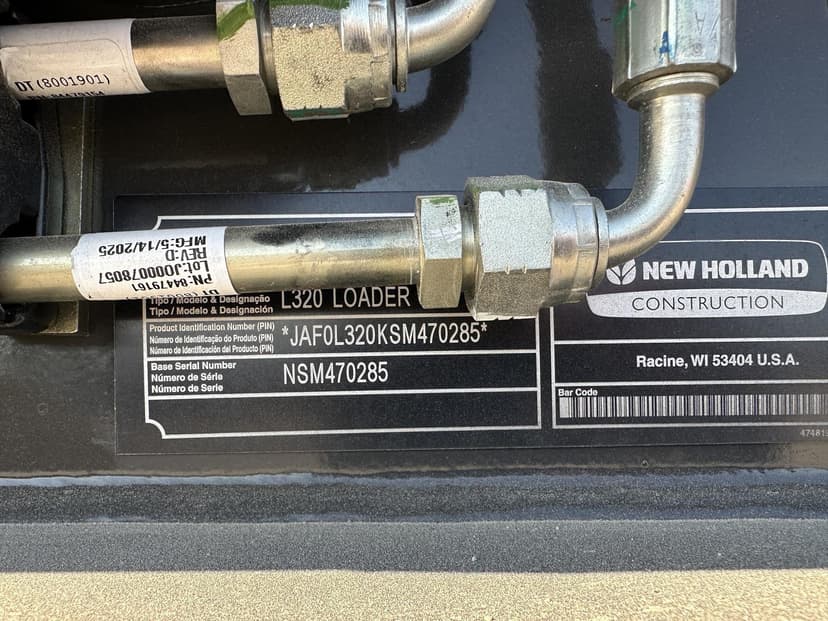 DT(8001901)
MFG:5/14/2025
REV:D
Lot:J000078057
PN:84479161
Tipo / Modelo & Designação
Tipo / Modelo & Designación
L320 LOADER
Product Identification Number (PIN)
Número de Identificação do Produto (PIN)
Número de Identificación del Producto (PIN)
*JAF0L320KSM470285*
Base Serial Number
Número de Série
Número de Serie
NSM470285
NEW HOLLAND
CONSTRUCTION
Racine, WI 53404 U.S.A.
Bar Code